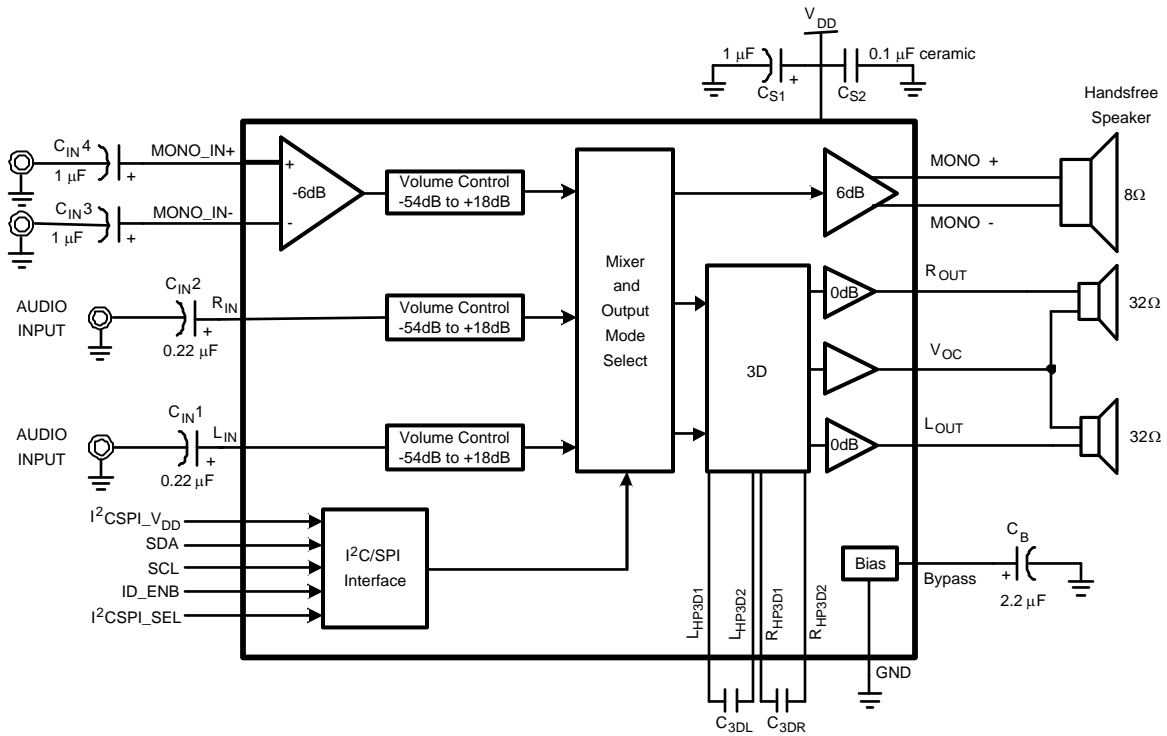 V_DD
1 μF
0.1 μF ceramic
C_S1
+
C_S2
Handsfree
Speaker
C_IN4
MONO_IN+
1 μF
+
C_IN3
MONO_IN-
1 μF
+
+
-6dB
-
Volume Control
-54dB to +18dB
6dB
MONO +
MONO -
8Ω
AUDIO
INPUT
C_IN2
R_IN
+
0.22 μF
Volume Control
-54dB to +18dB
Mixer
and
Output
Mode
Select
3D
0dB
R_OUT
32Ω
V_OC
AUDIO
INPUT
C_IN1
L_IN
+
0.22 μF
Volume Control
-54dB to +18dB
0dB
L_OUT
32Ω
I²CSPI_V_DD
SDA
SCL
ID_ENB
I²CSPI_SEL
I²C/SPI
Interface
Bias
Bypass
C_B
+
2.2 μF
L_HP3D1
L_HP3D2
R_HP3D1
R_HP3D2
GND
C_3DL
C_3DR